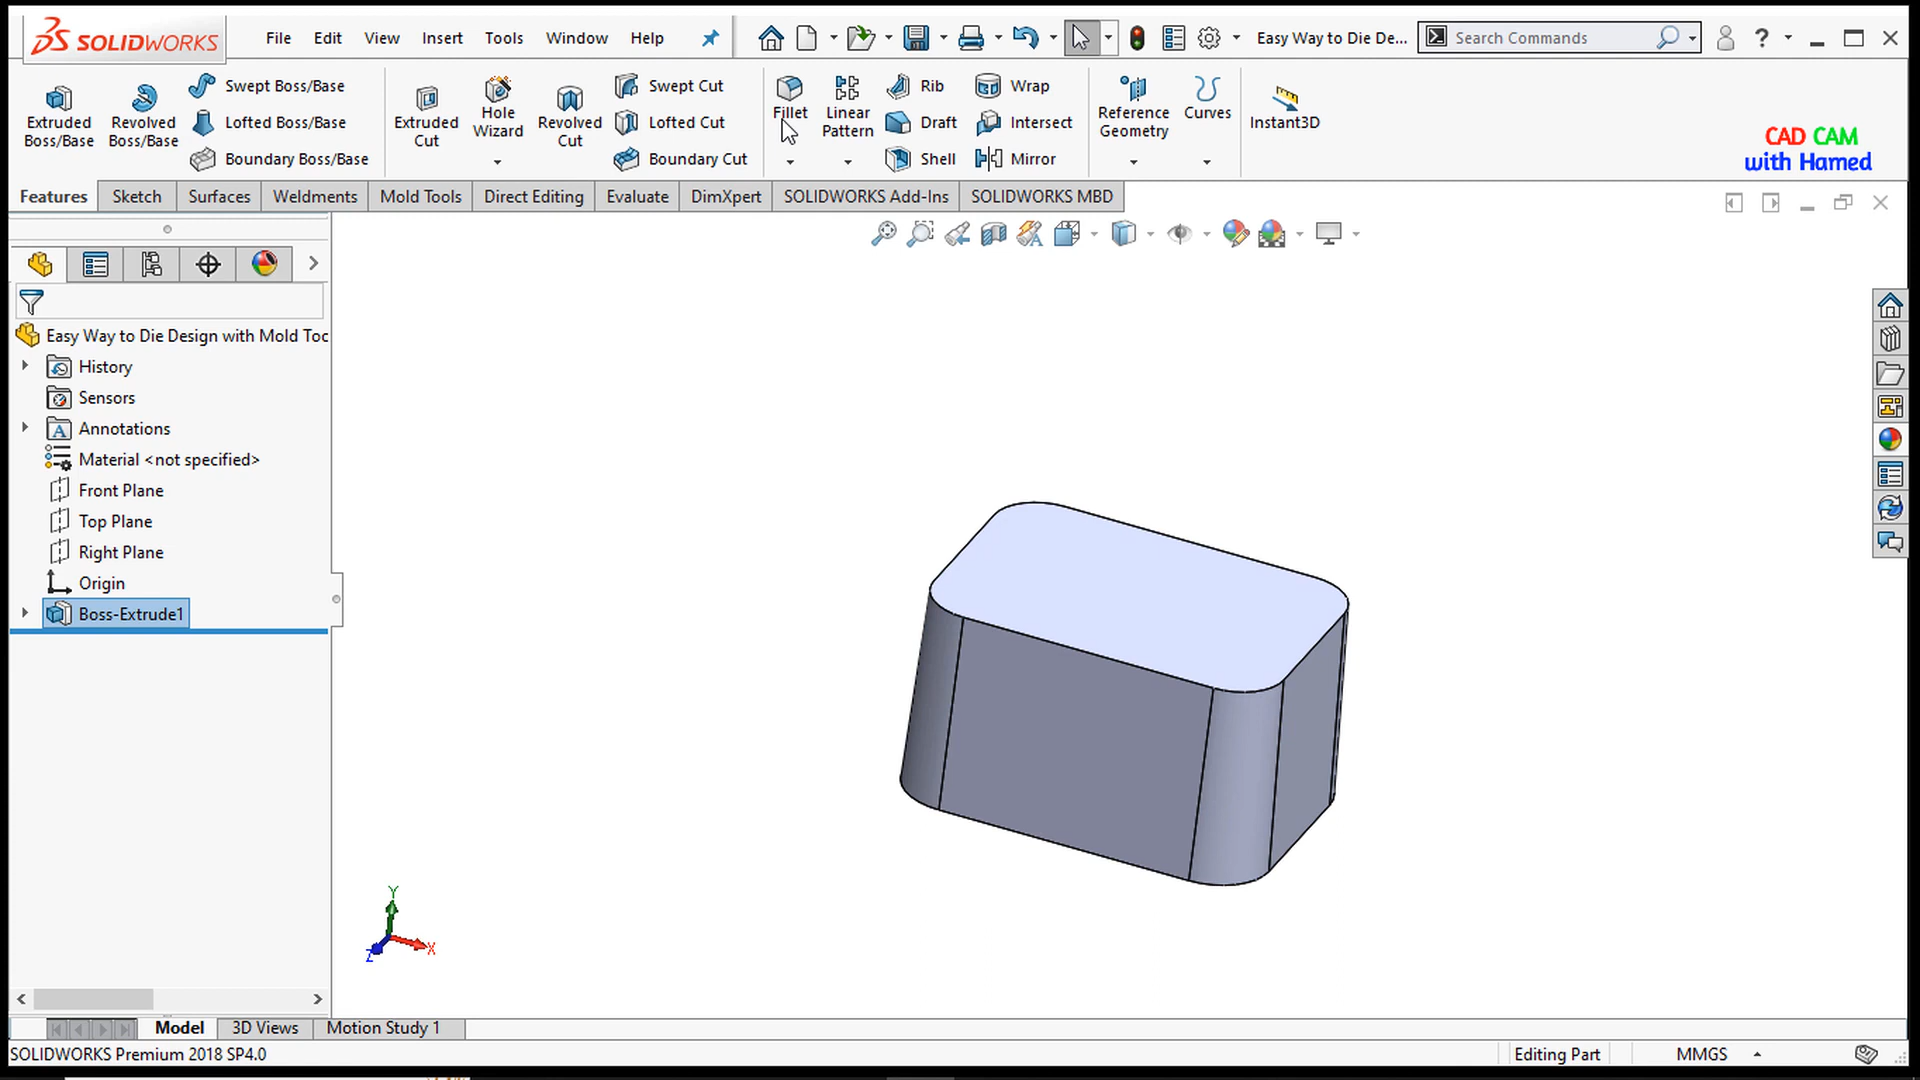 SOLIDWORKS
File Edit View Insert Tools Window Help
Easy Way to Die De...
Search Commands
?
Extruded Boss/Base
Revolved Boss/Base
Swept Boss/Base
Lofted Boss/Base
Boundary Boss/Base
Extruded Cut
Hole Wizard
Revolved Cut
Swept Cut
Lofted Cut
Boundary Cut
Fillet
Linear Pattern
Rib
Draft
Shell
Wrap
Intersect
Mirror
Reference Geometry
Curves
Instant3D
CAD CAM
with Hamed
Features Sketch Surfaces Weldments Mold Tools Direct Editing Evaluate DimXpert SOLIDWORKS Add-Ins SOLIDWORKS MBD
Easy Way to Die Design with Mold Toc
History
Sensors
Annotations
Material <not specified>
Front Plane
Top Plane
Right Plane
Origin
Boss-Extrude1
Y
X
Z
Model 3D Views Motion Study 1
SOLIDWORKS Premium 2018 SP4.0
Editing Part
MMGS